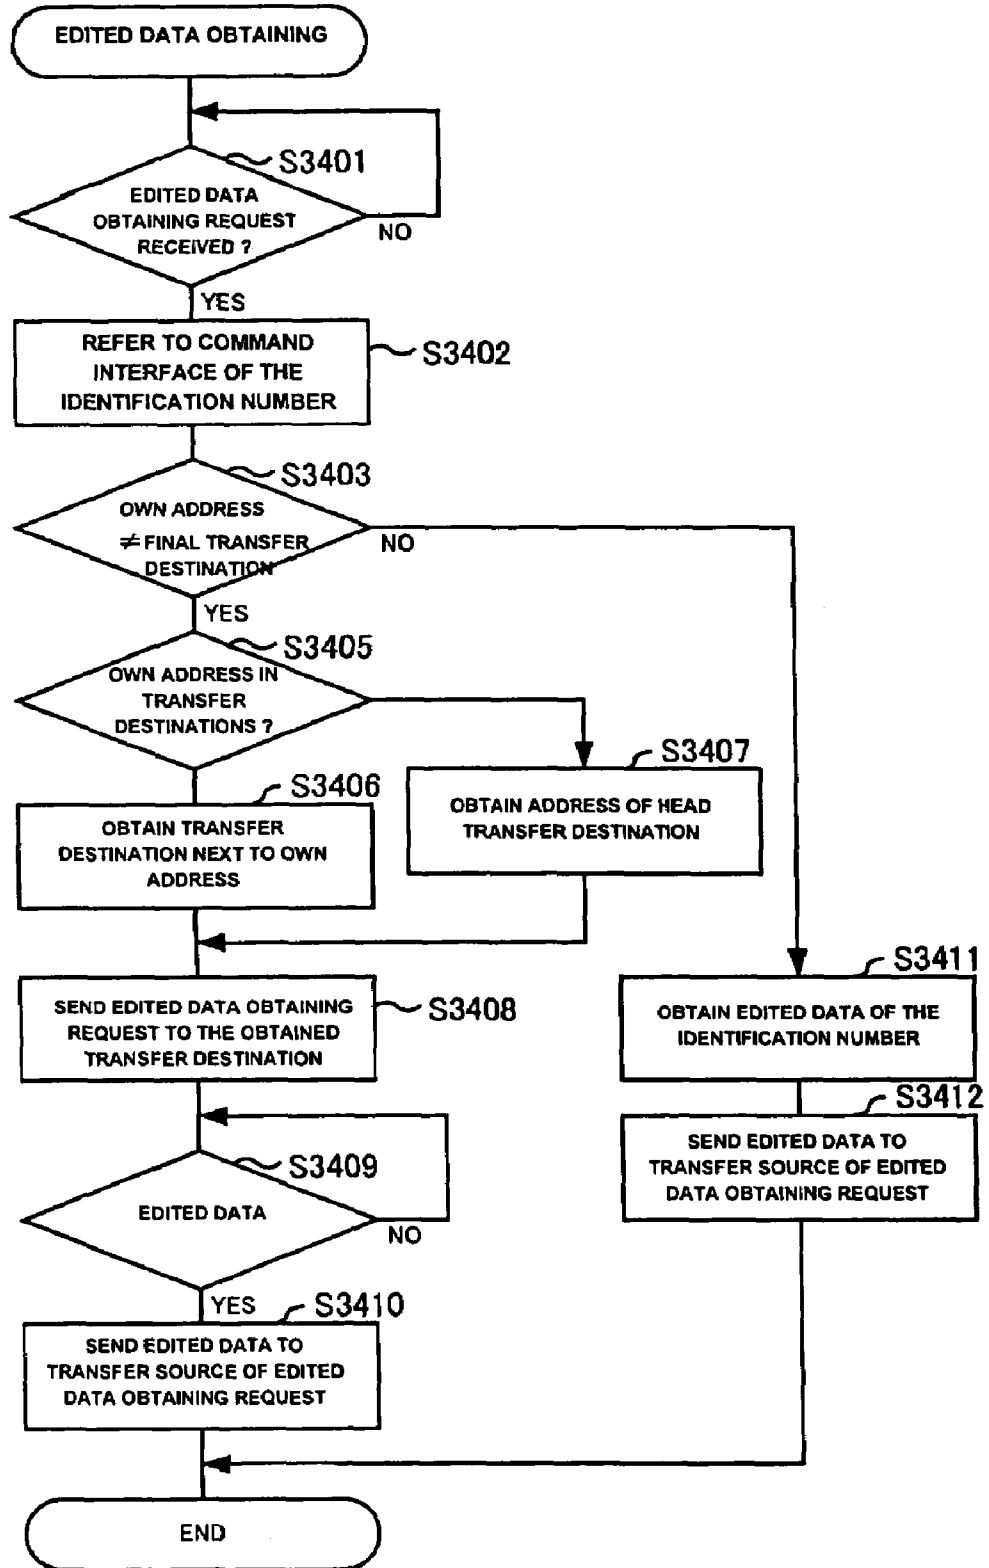 EDITED DATA OBTAINING
S3401
EDITED DATA
OBTAINING REQUEST
RECEIVED ?
NO
YES
REFER TO COMMAND
INTERFACE OF THE
IDENTIFICATION NUMBER
S3402
S3403
OWN ADDRESS
≠ FINAL TRANSFER
DESTINATION
NO
YES
S3405
OWN ADDRESS IN
TRANSFER
DESTINATIONS ?
S3406
OBTAIN TRANSFER
DESTINATION NEXT TO OWN
ADDRESS
S3407
OBTAIN ADDRESS OF HEAD
TRANSFER DESTINATION
SEND EDITED DATA OBTAINING
REQUEST TO THE OBTAINED
TRANSFER DESTINATION
S3408
S3411
OBTAIN EDITED DATA OF THE
IDENTIFICATION NUMBER
S3412
SEND EDITED DATA TO
TRANSFER SOURCE OF EDITED
DATA OBTAINING REQUEST
S3409
EDITED DATA
NO
YES
S3410
SEND EDITED DATA TO
TRANSFER SOURCE OF EDITED
DATA OBTAINING REQUEST
END